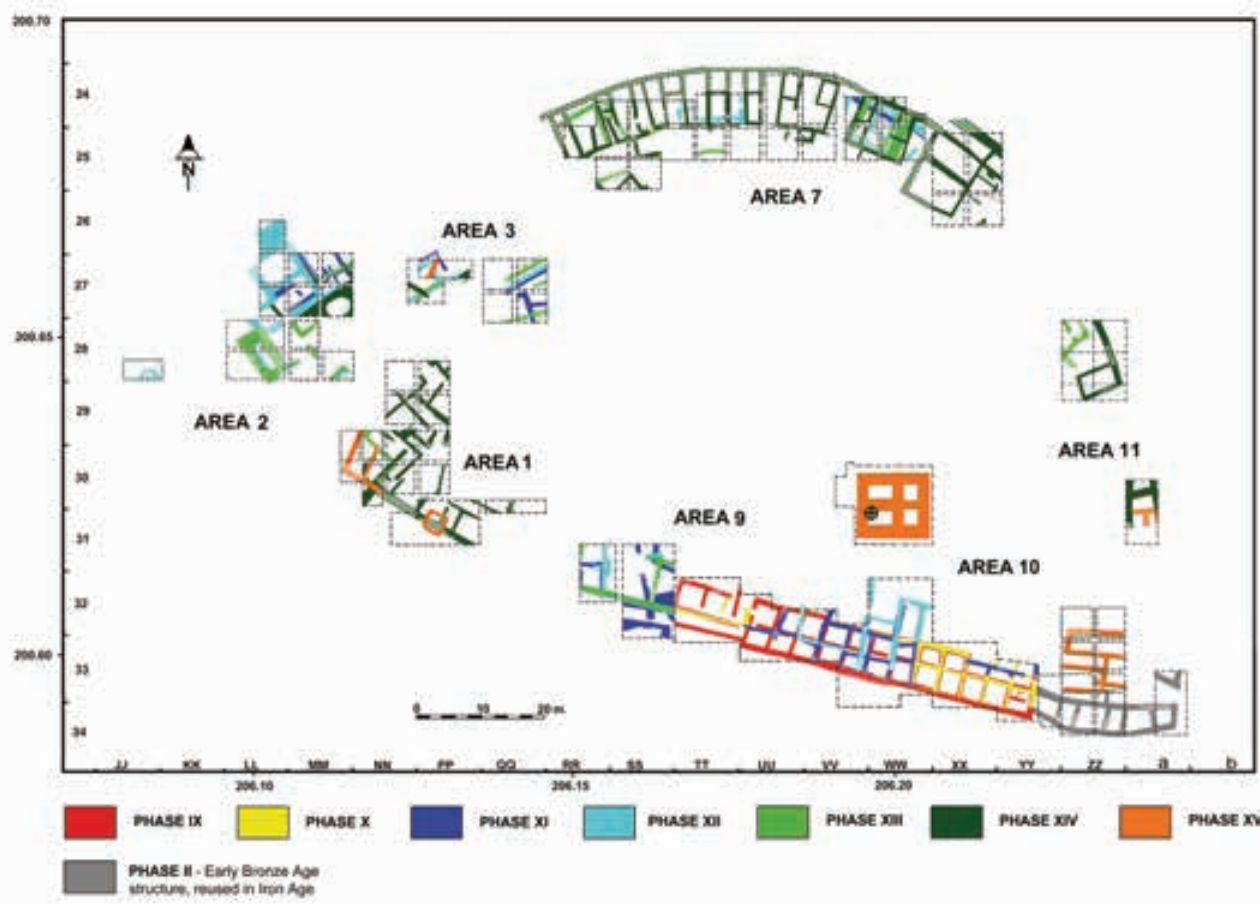 200.70
24
25
N
AREA 7
26
AREA 3
27
200.65
28
AREA 2
29
AREA 11
AREA 1
30
AREA 9
31
AREA 10
32
200.60
33
0 10 20 m.
34
JJ KK LL MM NN PP QQ RR SS TT UU VV WW XX YY ZZ a b
206.10 206.15 206.20
PHASE IX PHASE X PHASE XI PHASE XII PHASE XIII PHASE XIV PHASE XV
PHASE II - Early Bronze Age
structure, reused in Iron Age